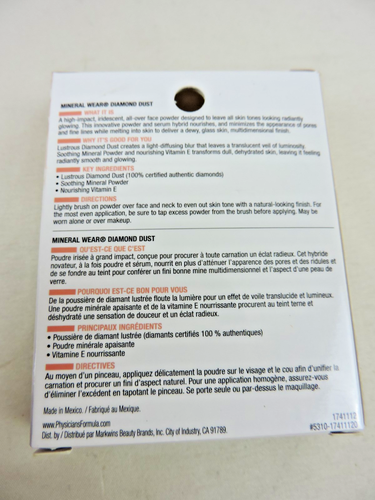 MINERAL WEAR® DIAMOND DUST
WHAT IT IS
A high-impact, iridescent, all-over face powder designed to leave all skin tones looking radiantly
glowing. This innovative powder and serum hybrid nourishes, and minimizes the appearance of pores
and fine lines while melting into skin to deliver a dewy, glass skin, multidimensional finish.
WHY IT'S GOOD FOR YOU
Lustrous Diamond Dust creates a light-diffusing blur that leaves a translucent veil of luminosity.
Soothing Mineral Powder and nourishing Vitamin E transforms dull, dehydrated skin, leaving it feeling
radiantly smooth and glowing.
KEY INGREDIENTS
• Lustrous Diamond Dust (100% certified authentic diamonds)
• Soothing Mineral Powder
• Nourishing Vitamin E
DIRECTIONS
Lightly brush on powder over face and neck to even out skin tone with a natural-looking finish. For
the most even application, be sure to tap excess powder from the brush before applying. May be
worn alone or over makeup.
MINERAL WEAR® DIAMOND DUST
QU'EST-CE QUE C'EST
Poudre irisée à grand impact, conçue pour procurer à toute carnation un éclat radieux. Cet hybride
novateur, à la fois poudre et sérum, nourrit en plus d'atténuer l'apparence des pores et des ridules et
de se fondre au teint pour conférer un fini bonne mine multidimensionnel et l'aspect d'une peau de
verre.
POURQUOI EST-CE BON POUR VOUS
De la poussière de diamant lustrée floute la lumière pour un effet de voile translucide et lumineux.
Une poudre minérale apaisante et de la vitamine E nourrissante procurent au teint terne et
déshydraté une sensation de douceur et un éclat radieux.
PRINCIPAUX INGRÉDIENTS
• Poussière de diamant lustrée (diamants certifiés 100 % authentiques)
• Poudre minérale apaisante
• Vitamine E nourrissante
DIRECTIVES
Au moyen d'un pinceau, appliquez délicatement la poudre sur le visage et le cou afin d'unifier la
carnation et procurer un fini d'aspect naturel. Pour une application homogène, assurez-vous
d'éliminer l'excédent en tapotant le pinceau. Se porte seule ou par-dessus le maquillage.
Made in Mexico. / Fabriqué au Mexique.
www.PhysiciansFormula.com
Dist. by / Distribué par Markwins Beauty Brands, Inc. City of Industry, CA 91789.
1741112
#5310-17411120